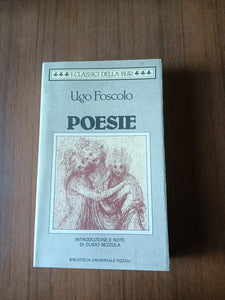 I CLASSICI DELLA BUR
Ugo Foscolo
POESIE
INTRODUZIONE E NOTE
DI GUIDO BEZZOLA
BIBLIOTECA UNIVERSALE RIZZOLI